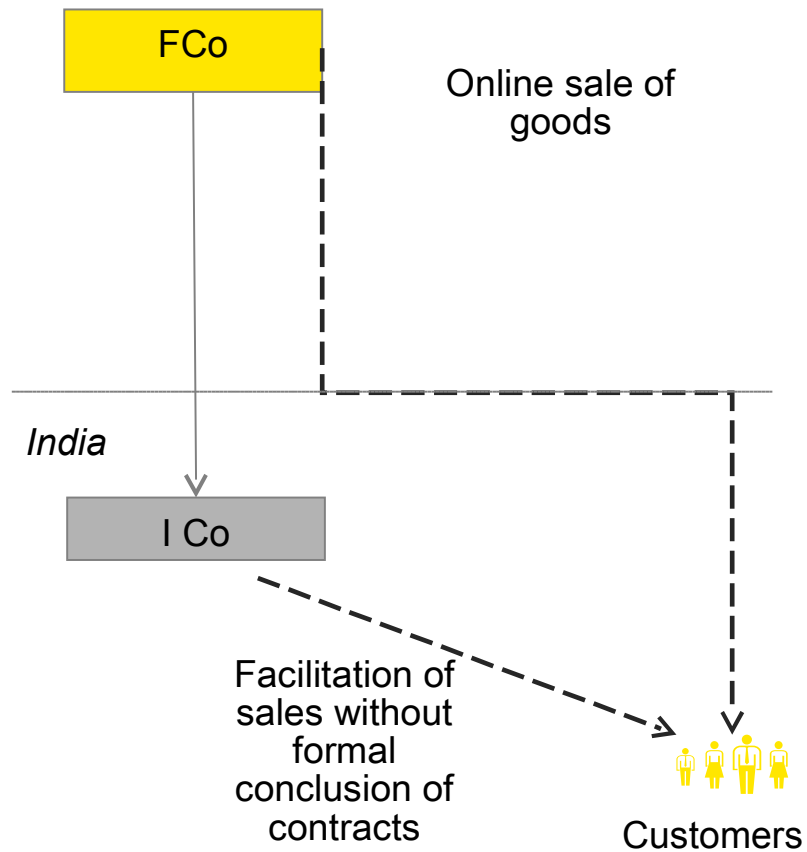 FCo
Online sale of
goods
India
I Co
Facilitation of
sales without
formal
conclusion of
contracts
Customers